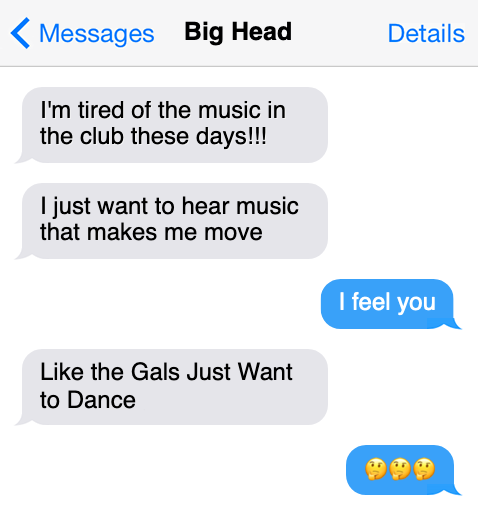 Messages Big Head Details
I'm tired of the music in
the club these days!!!
I just want to hear music
that makes me move
I feel you
Like the Gals Just Want
to Dance
🤔🤔🤔